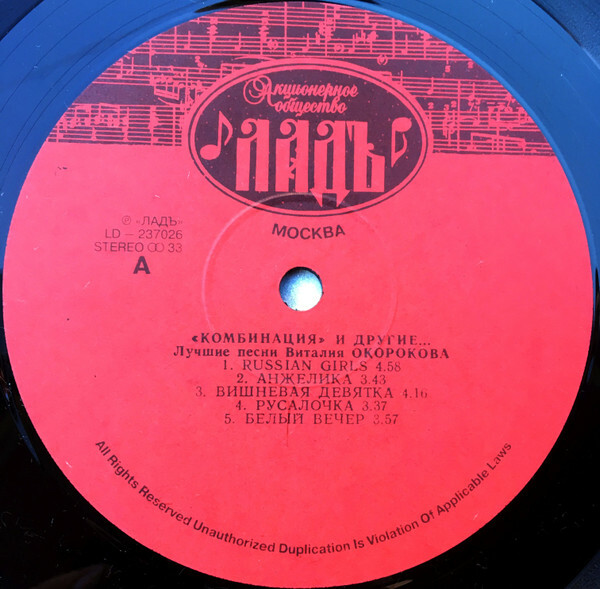 Акционерное
общество
ЛАДЪ
МОСКВА
℗ «ЛАДЪ»
LD – 237026
STEREO ꝏ 33
A
«КОМБИНАЦИЯ» И ДРУГИЕ...
Лучшие песни Виталия ОКОРОКОВА
1. RUSSIAN GIRLS 4.58
2. АНЖЕЛИКА 3.43
3. ВИШНЕВАЯ ДЕВЯТКА 4.16
4. РУСАЛОЧКА 3.37
5. БЕЛЫЙ ВЕЧЕР 3.57
All Rights Reserved Unauthorized Duplication Is Violation Of Applicable Laws